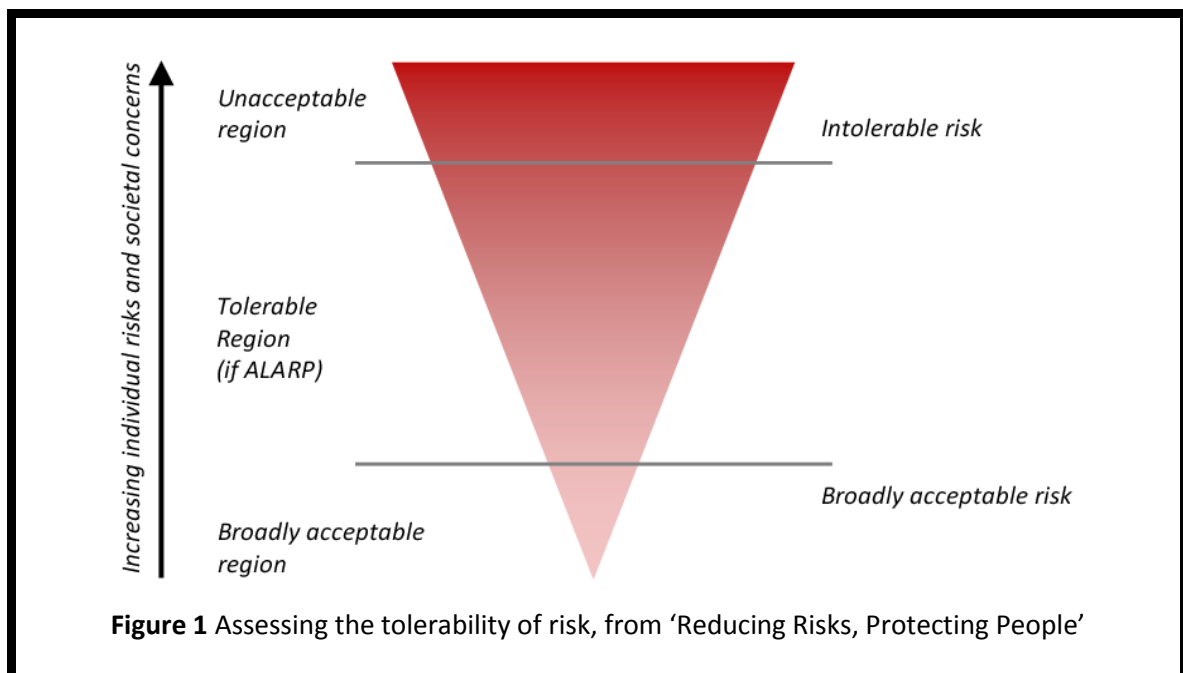 Increasing individual risks and societal concerns
Unacceptable
region
Intolerable risk
Tolerable
Region
(if ALARP)
Broadly acceptable risk
Broadly acceptable
region
Figure 1 Assessing the tolerability of risk, from ‘Reducing Risks, Protecting People’